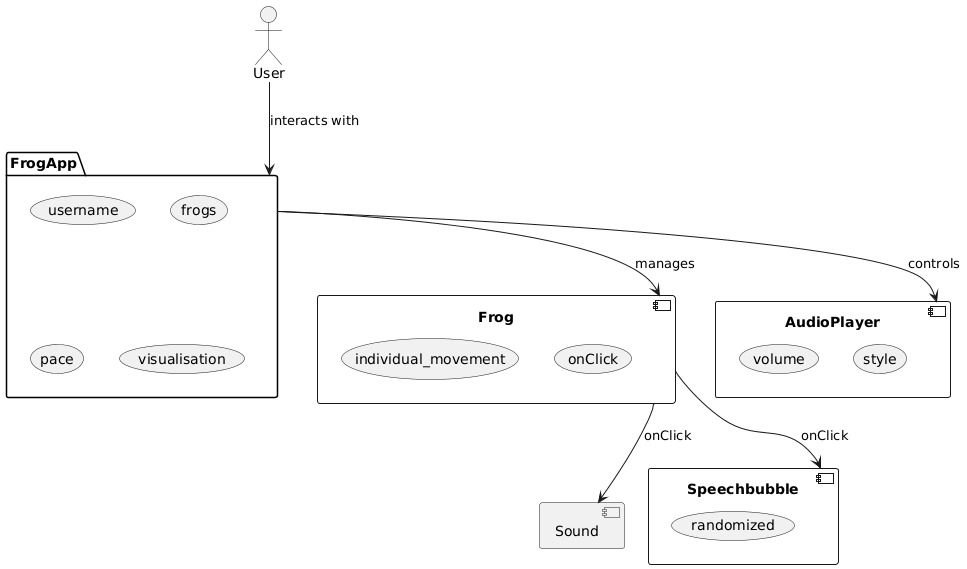 User
interacts with
FrogApp
username
frogs
manages
controls
pace
visualisation
Frog
individual_movement
onClick
AudioPlayer
volume
style
onClick
onClick
Sound
Speechbubble
randomized